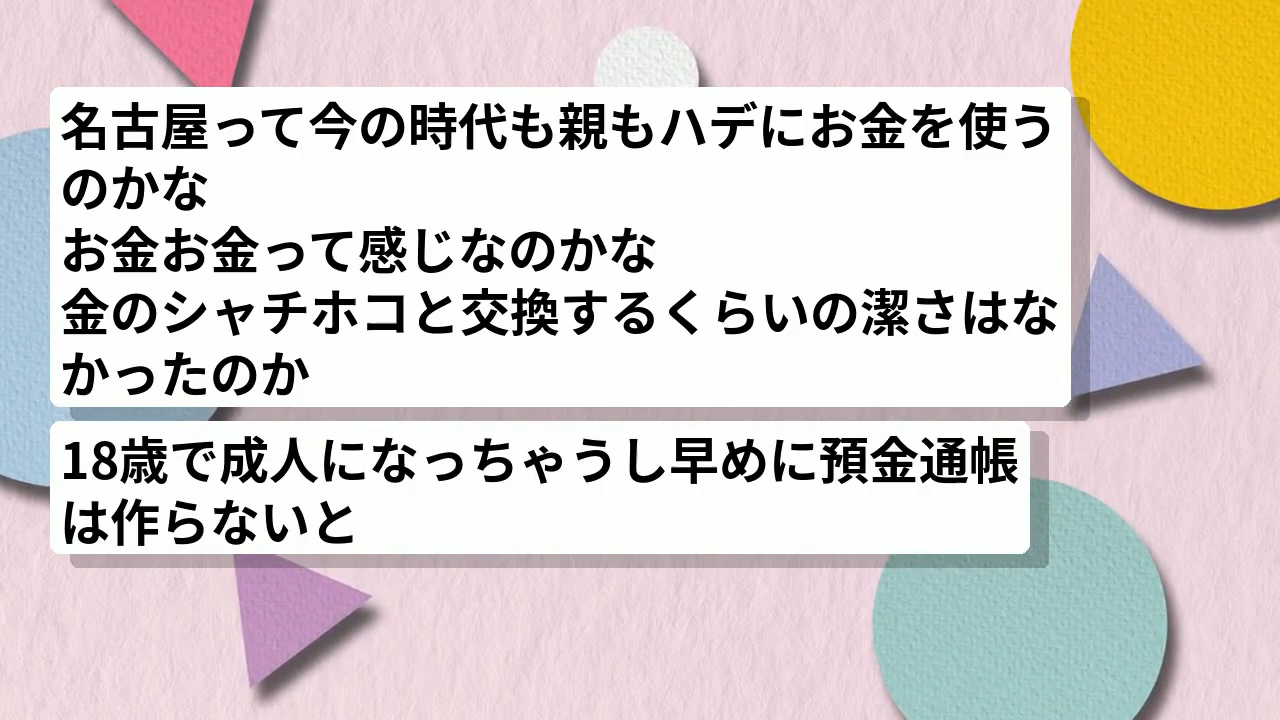 名古屋って今の時代も親もハデにお金を使う
のかな
お金お金って感じなのかな
金のシャチホコと交換するくらいの潔さはな
かったのか
18歳で成人になっちゃうし早めに預金通帳
は作らないと